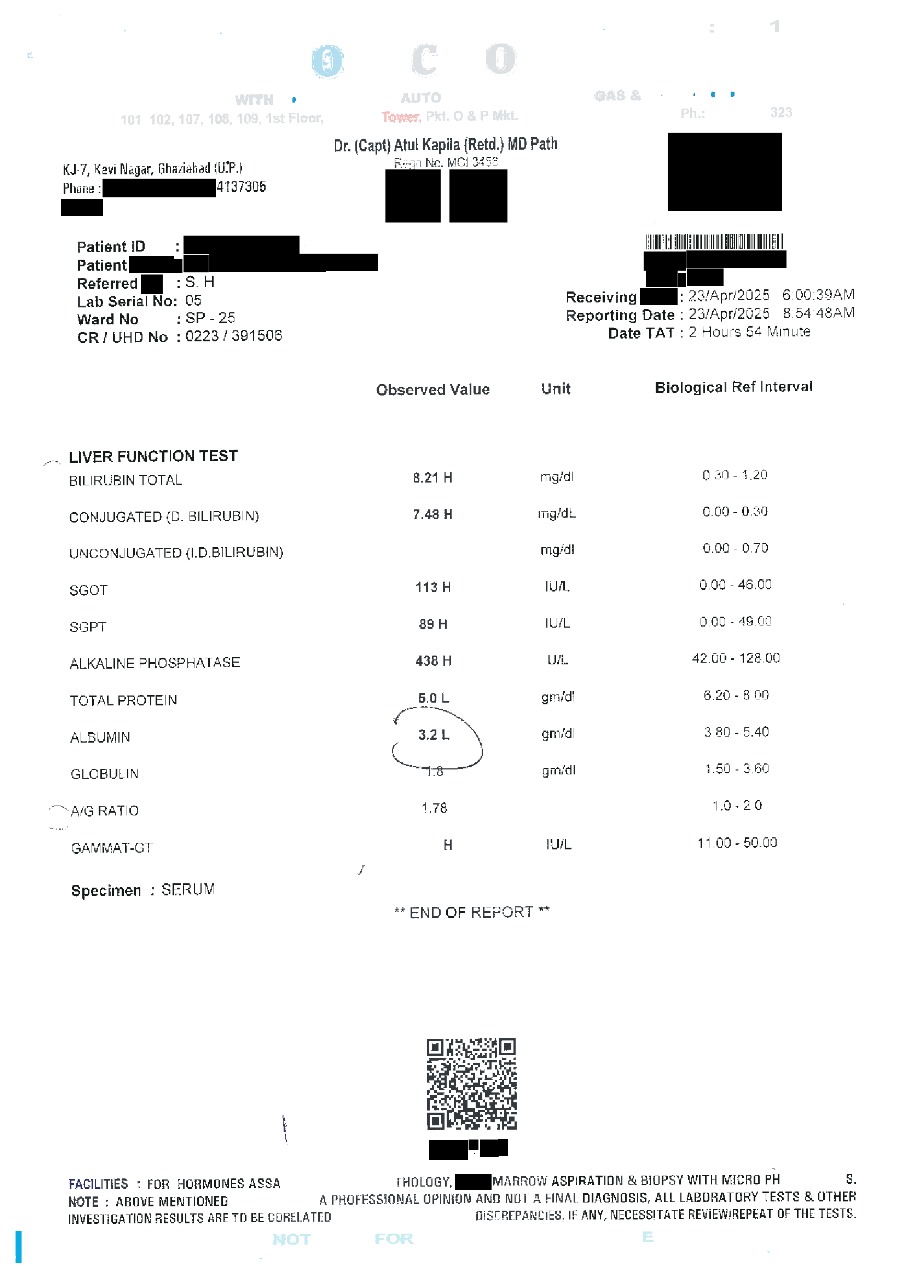 : 1
O C O
WITH AUTO GAS &
101 102, 107, 108, 109, 1st Floor, Tower, Pkt. O & P Mkt. Ph.: 323
Dr. (Capt) Atul Kapila (Retd.) MD Path
Regn No. MCI 3456
KJ-7, Kavi Nagar, Ghaziabad (U.P.)
Phone : 4137306
Patient ID :
Patient
Referred : S. H
Lab Serial No: 05
Ward No : SP - 25
CR / UHD No : 0223 / 391506
Receiving : 23/Apr/2025 6:00:39AM
Reporting Date : 23/Apr/2025 8:54:48AM
Date TAT : 2 Hours 54 Minute
Observed Value Unit Biological Ref Interval
LIVER FUNCTION TEST
BILIRUBIN TOTAL 8.21 H mg/dl 0.30 - 1.20
CONJUGATED (D. BILIRUBIN) 7.48 H mg/dL 0.00 - 0.30
UNCONJUGATED (I.D.BILIRUBIN) mg/dl 0.00 - 0.70
SGOT 113 H IU/L 0.00 - 46.00
SGPT 89 H IU/L 0.00 - 49.00
ALKALINE PHOSPHATASE 438 H U/L 42.00 - 128.00
TOTAL PROTEIN 5.0 L gm/dl 6.20 - 8.00
ALBUMIN 3.2 L gm/dl 3.80 - 5.40
GLOBULIN 1.8 gm/dl 1.50 - 3.60
A/G RATIO 1.78 1.0 - 2.0
GAMMAT-GT H IU/L 11.00 - 50.00
Specimen : SERUM
** END OF REPORT **
FACILITIES : FOR HORMONES ASSA THOLOGY, MARROW ASPIRATION & BIOPSY WITH MICRO PH S.
NOTE : ABOVE MENTIONED A PROFESSIONAL OPINION AND NOT A FINAL DIAGNOSIS, ALL LABORATORY TESTS & OTHER
INVESTIGATION RESULTS ARE TO BE CORELATED DISCREPANCIES, IF ANY, NECESSITATE REVIEW/REPEAT OF THE TESTS.
NOT FOR E